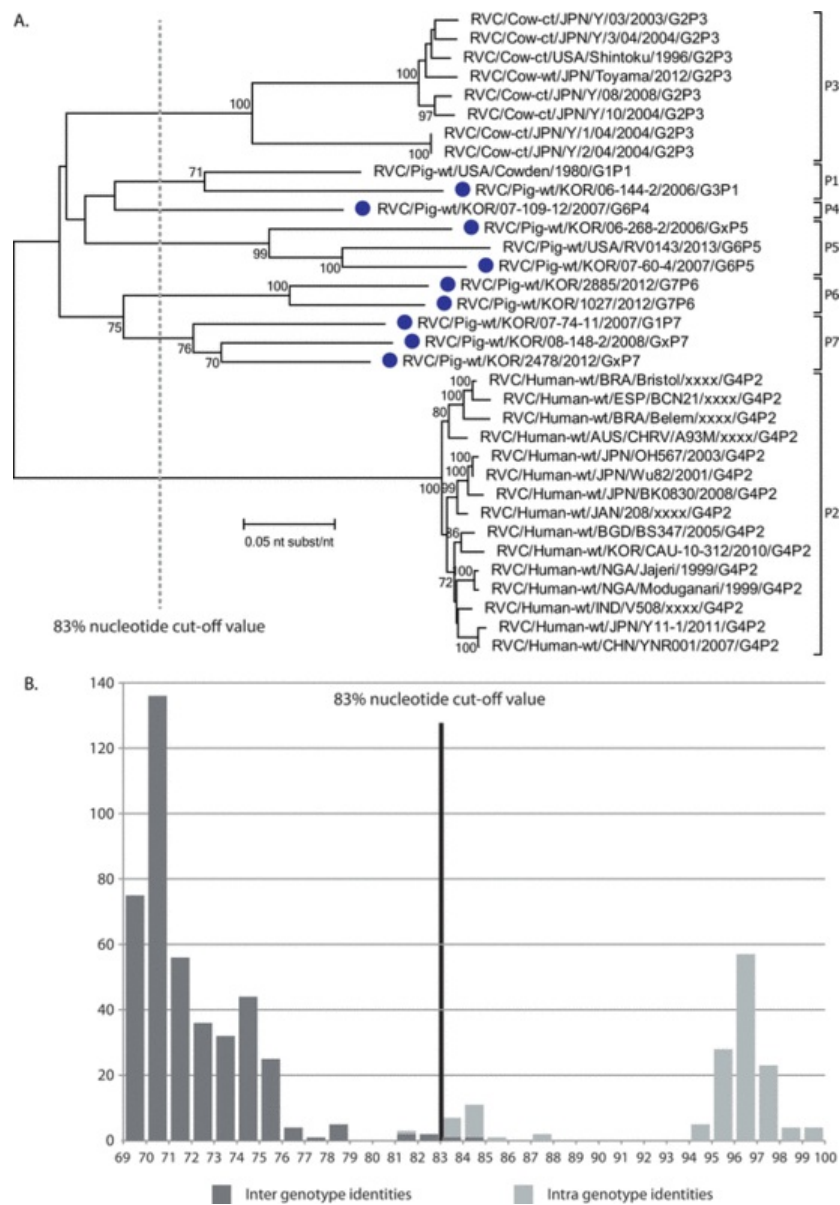 A.
RVC/Cow-ct/JPN/Y/03/2003/G2P3
RVC/Cow-ct/JPN/Y/3/04/2004/G2P3
RVC/Cow-ct/USA/Shintoku/1996/G2P3
100
RVC/Cow-wt/JPN/Toyama/2012/G2P3
P3
RVC/Cow-ct/JPN/Y/08/2008/G2P3
100
97
RVC/Cow-ct/JPN/Y/10/2004/G2P3
RVC/Cow-ct/JPN/Y/1/04/2004/G2P3
100
RVC/Cow-ct/JPN/Y/2/04/2004/G2P3
71
RVC/Pig-wt/USA/Cowden/1980/G1P1
P1
RVC/Pig-wt/KOR/06-144-2/2006/G3P1
RVC/Pig-wt/KOR/07-109-12/2007/G6P4
P4
RVC/Pig-wt/KOR/06-268-2/2006/GxP5
99
RVC/Pig-wt/USA/RV0143/2013/G6P5
P5
100
RVC/Pig-wt/KOR/07-60-4/2007/G6P5
100
RVC/Pig-wt/KOR/2885/2012/G7P6
P6
RVC/Pig-wt/KOR/1027/2012/G7P6
75
RVC/Pig-wt/KOR/07-74-11/2007/G1P7
76
RVC/Pig-wt/KOR/08-148-2/2008/GxP7
P7
70
RVC/Pig-wt/KOR/2478/2012/GxP7
100
RVC/Human-wt/BRA/Bristol/xxxx/G4P2
100
RVC/Human-wt/ESP/BCN21/xxxx/G4P2
80
RVC/Human-wt/BRA/Belem/xxxx/G4P2
RVC/Human-wt/AUS/CHRV/A93M/xxxx/G4P2
100
RVC/Human-wt/JPN/OH567/2003/G4P2
100
RVC/Human-wt/JPN/Wu82/2001/G4P2
100
99
RVC/Human-wt/JPN/BK0830/2008/G4P2
RVC/Human-wt/JAN/208/xxxx/G4P2
P2
86
RVC/Human-wt/BGD/BS347/2005/G4P2
RVC/Human-wt/KOR/CAU-10-312/2010/G4P2
100
RVC/Human-wt/NGA/Jajeri/1999/G4P2
72
RVC/Human-wt/NGA/Moduganari/1999/G4P2
RVC/Human-wt/IND/V508/xxxx/G4P2
RVC/Human-wt/JPN/Y11-1/2011/G4P2
100
RVC/Human-wt/CHN/YNR001/2007/G4P2
0.05 nt subst/nt
83% nucleotide cut-off value
B.
83% nucleotide cut-off value
140
120
100
80
60
40
20
0
69 70 71 72 73 74 75 76 77 78 79 80 81 82 83 84 85 86 87 88 89 90 91 92 93 94 95 96 97 98 99 100
Inter genotype identities
Intra genotype identities